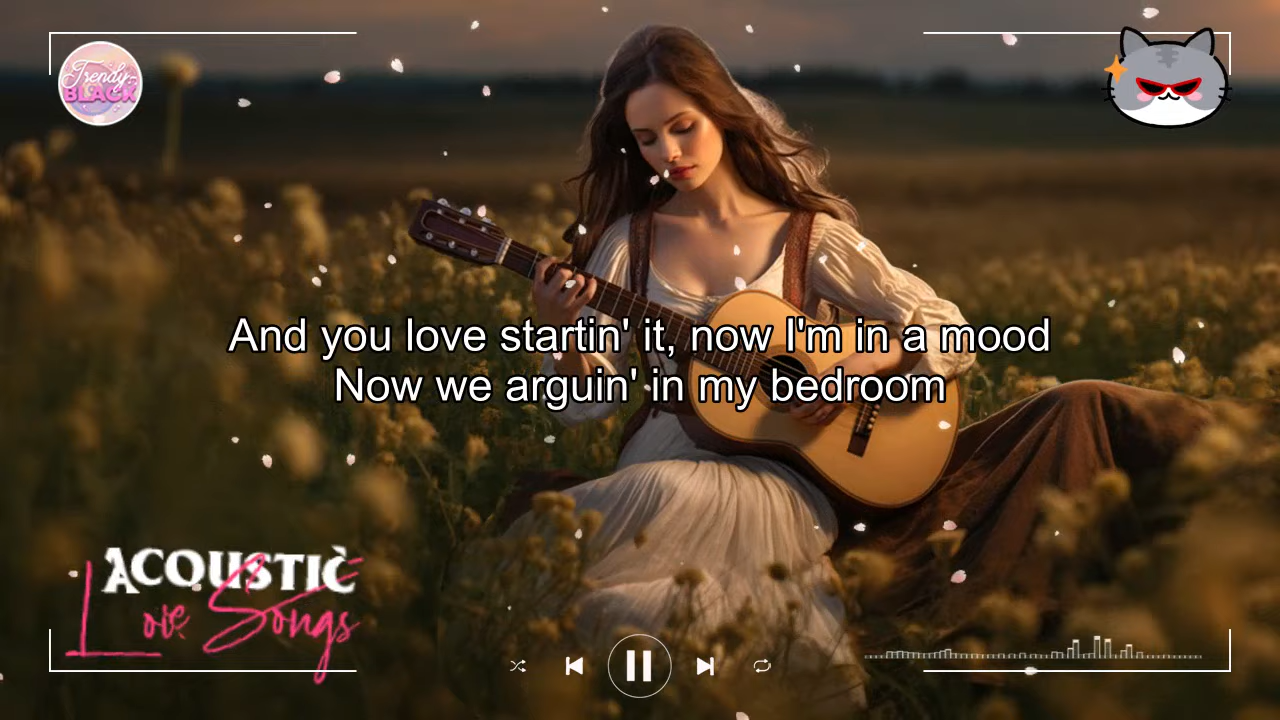 Trendy
BLACK
And you love startin' it, now I'm in a mood
Now we arguin' in my bedroom
ACOUSTIC
Love Songs